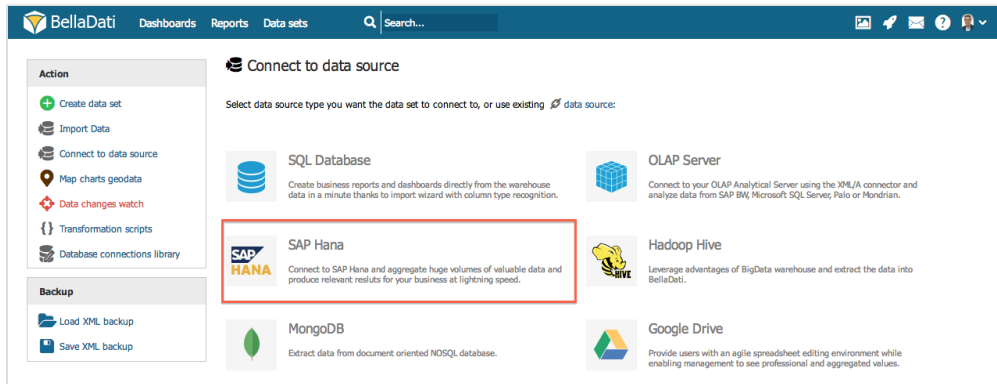 BellaDati Dashboards Reports Data sets Search...
Action
Create data set
Import Data
Connect to data source
Map charts geodata
Data changes watch
Transformation scripts
Database connections library
Backup
Load XML backup
Save XML backup
Connect to data source
Select data source type you want the data set to connect to, or use existing data source:
SQL Database
Create business reports and dashboards directly from the warehouse
data in a minute thanks to import wizard with column type recognition.
OLAP Server
Connect to your OLAP Analytical Server using the XML/A connector and
analyze data from SAP BW, Microsoft SQL Server, Palo or Mondrian.
SAP
HANA
SAP Hana
Connect to SAP Hana and aggregate huge volumes of valuable data and
produce relevant resluts for your business at lightning speed.
HIVE
Hadoop Hive
Leverage advantages of BigData warehouse and extract the data into
BellaDati.
MongoDB
Extract data from document oriented NOSQL database.
Google Drive
Provide users with an agile spreadsheet editing environment while
enabling management to see professional and aggregated values.